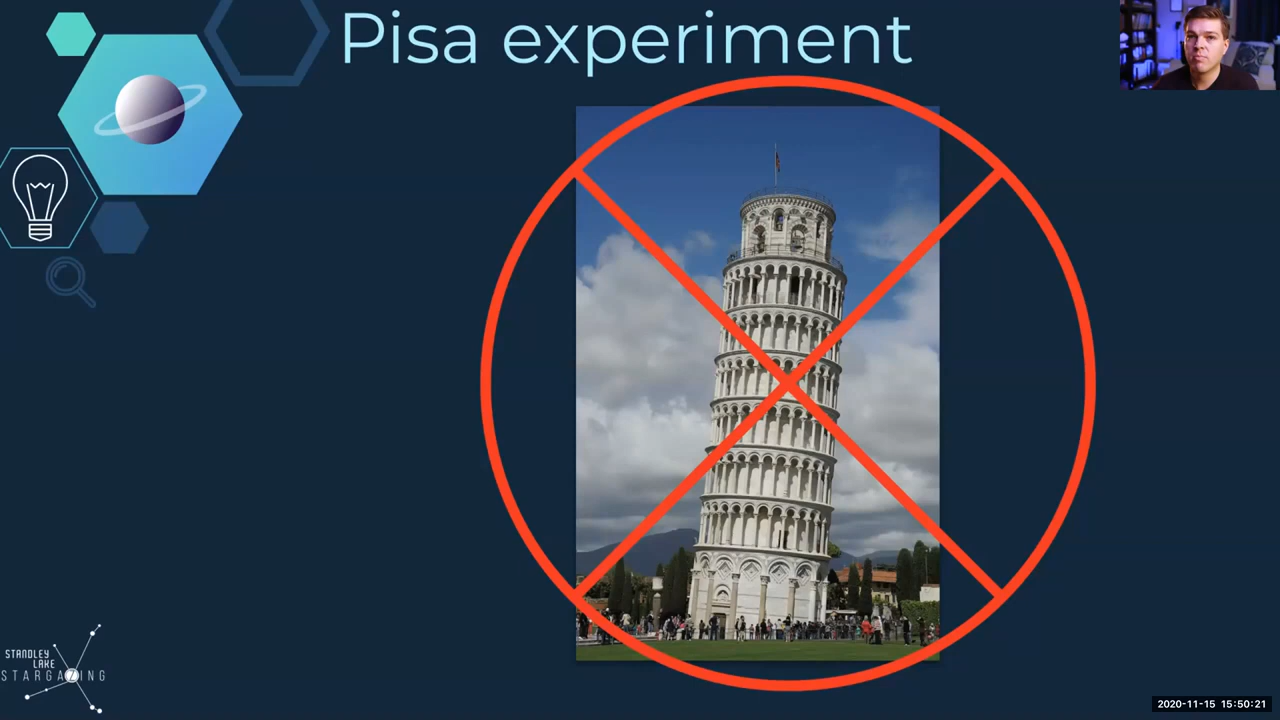 Pisa experiment
STANDLEY
LAKE
STARGAZING
2020-11-15 15:50:21